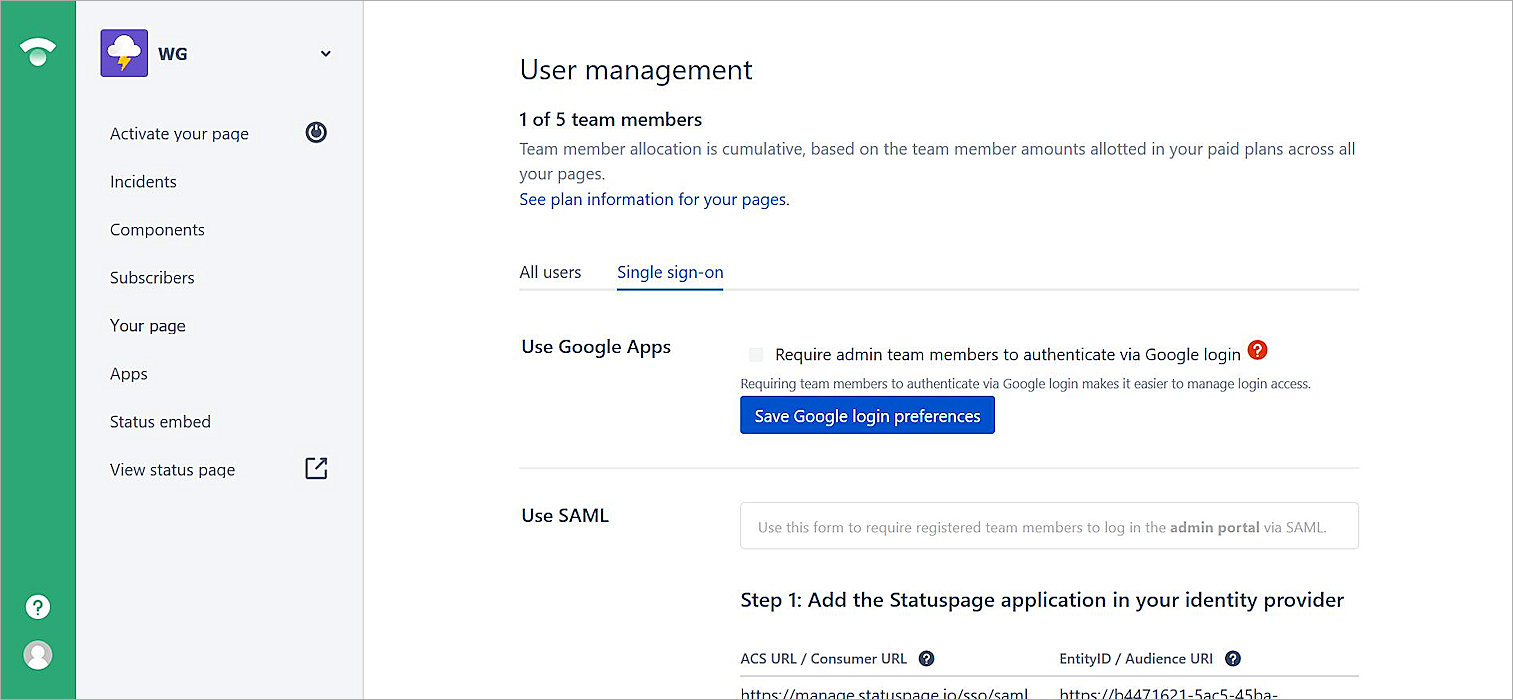 WG
Activate your page
Incidents
Components
Subscribers
Your page
Apps
Status embed
View status page
User management
1 of 5 team members
Team member allocation is cumulative, based on the team member amounts allotted in your paid plans across all
your pages.
See plan information for your pages.
All users Single sign-on
Use Google Apps
Require admin team members to authenticate via Google login ?
Requiring team members to authenticate via Google login makes it easier to manage login access.
Save Google login preferences
Use SAML
Use this form to require registered team members to log in the admin portal via SAML.
Step 1: Add the Statuspage application in your identity provider
ACS URL / Consumer URL ? EntityID / Audience URI ?
https://manage.statuspage.io/sso/saml https://b4471621-5ac5-45ba-
?